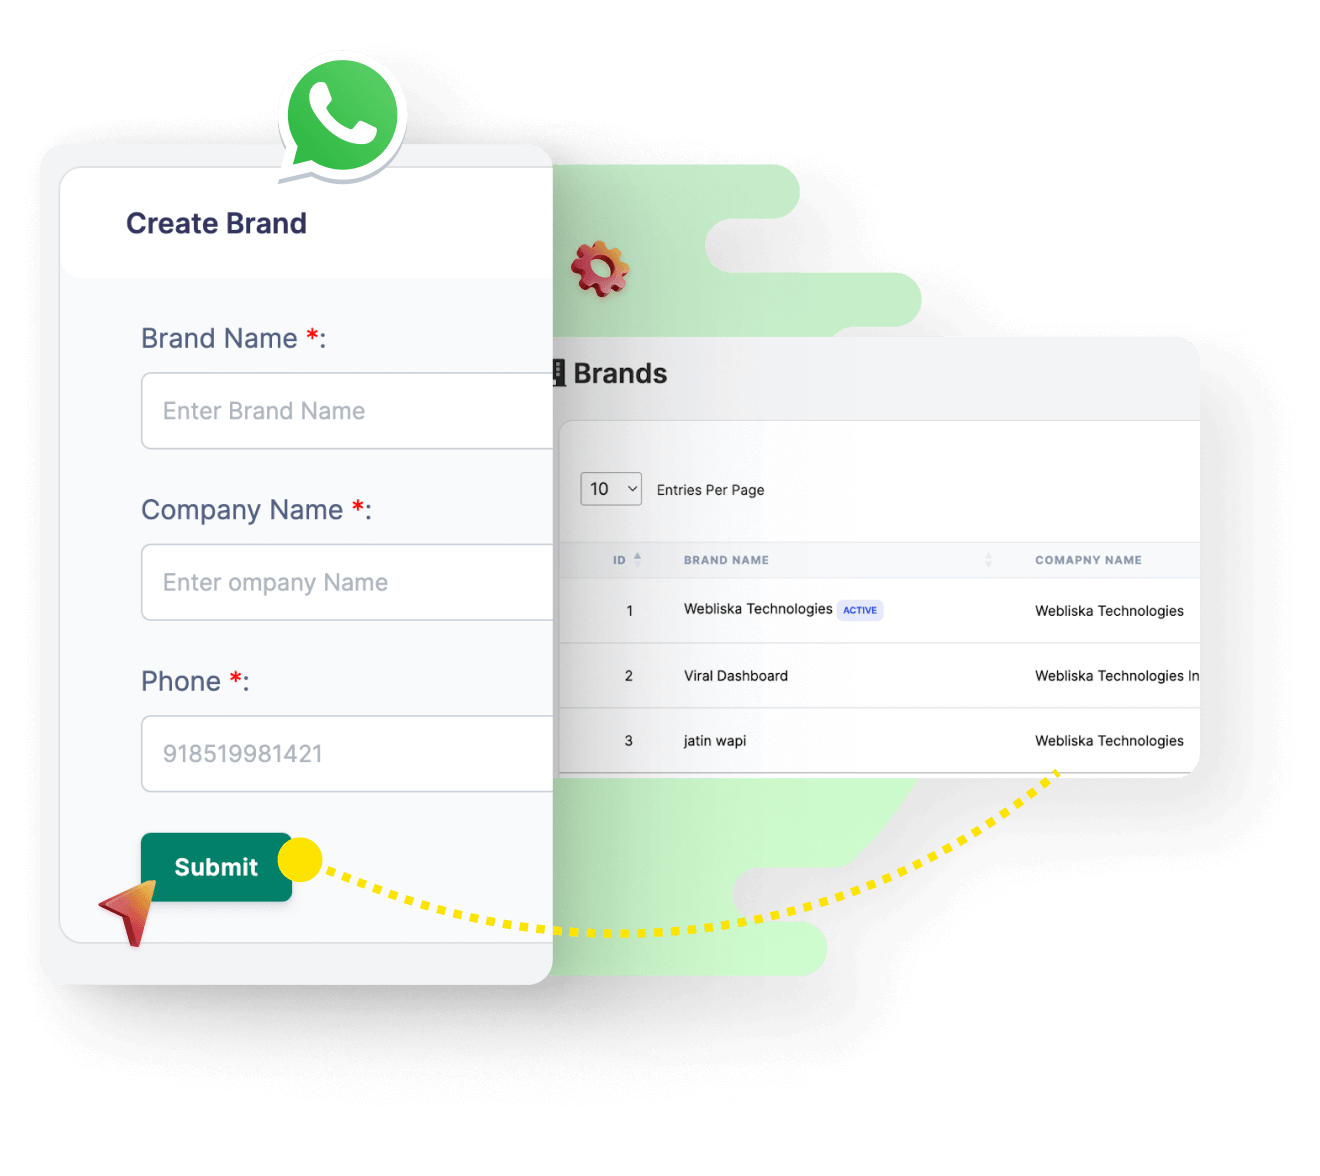 Create Brand
Brand Name *:
Enter Brand Name
Company Name *:
Enter ompany Name
Phone *:
918519981421
Submit
Brands
10 Entries Per Page
ID BRAND NAME COMAPNY NAME
1 Webliska Technologies ACTIVE Webliska Technologies
2 Viral Dashboard Webliska Technologies In
3 jatin wapi Webliska Technologies